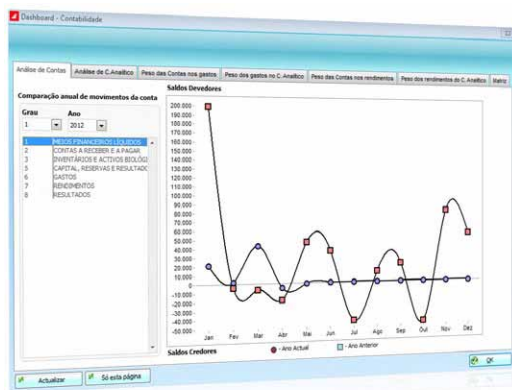 Dashboard - Contabilidade
Análise de Contas
Análise de C.Analítico
Peso das Contas nos gastos
Peso dos gastos no C. Analítico
Peso das Contas nos rendimentos
Peso dos rendimentos do C. Analítico
Matriz
Comparação anual de movimentos da conta
Grau
Ano
1
2012
1 MEIOS FINANCEIROS LÍQUIDOS
2 CONTAS A RECEBER E A PAGAR
3 INVENTÁRIOS E ACTIVOS BIOLÓGI
5 CAPITAL, RESERVAS E RESULTADO
6 GASTOS
7 RENDIMENTOS
8 RESULTADOS
Saldos Devedores
200.000
190.000
180.000
170.000
160.000
150.000
140.000
130.000
120.000
110.000
100.000
90.000
80.000
70.000
60.000
50.000
40.000
30.000
20.000
10.000
0
-10.000
-20.000
-30.000
-40.000
-50.000
Jan Fev Mar Abr Mai Jun Jul Ago Sep Out Nov Dez
Saldos Credores
- Ano Actual
- Ano Anterior
Actualizar
Só esta página
OK